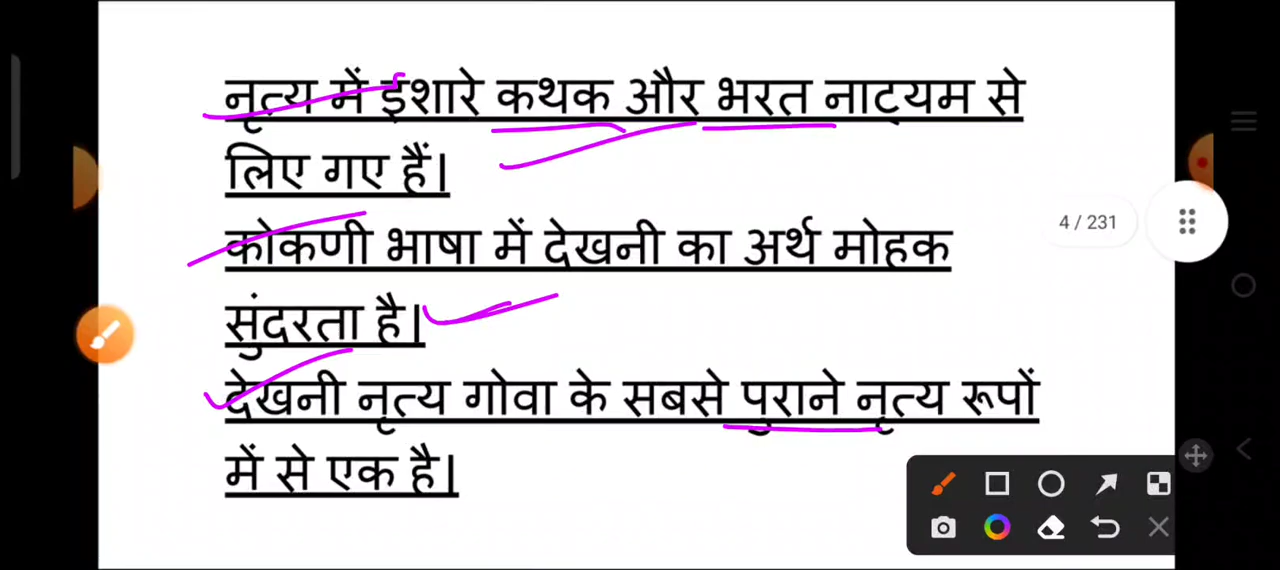 नृत्य में इशारे कथक और भरत नाट्यम से
लिए गए हैं।
कोकणी भाषा में देखनी का अर्थ मोहक
4 / 231
सुंदरता है।
देखनी नृत्य गोवा के सबसे पुराने नृत्य रूपों
में से एक है।